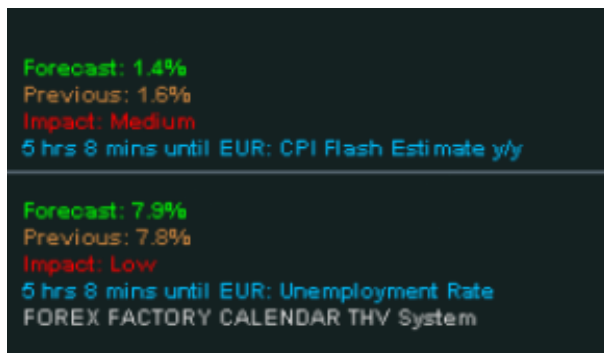 Forecast: 1.4%
Previous: 1.6%
Impact: Medium
5 hrs 8 mins until EUR: CPI Flash Estimate y/y
Forecast: 7.9%
Previous: 7.8%
Impact: Low
5 hrs 8 mins until EUR: Unemployment Rate
FOREX FACTORY CALENDAR THV System